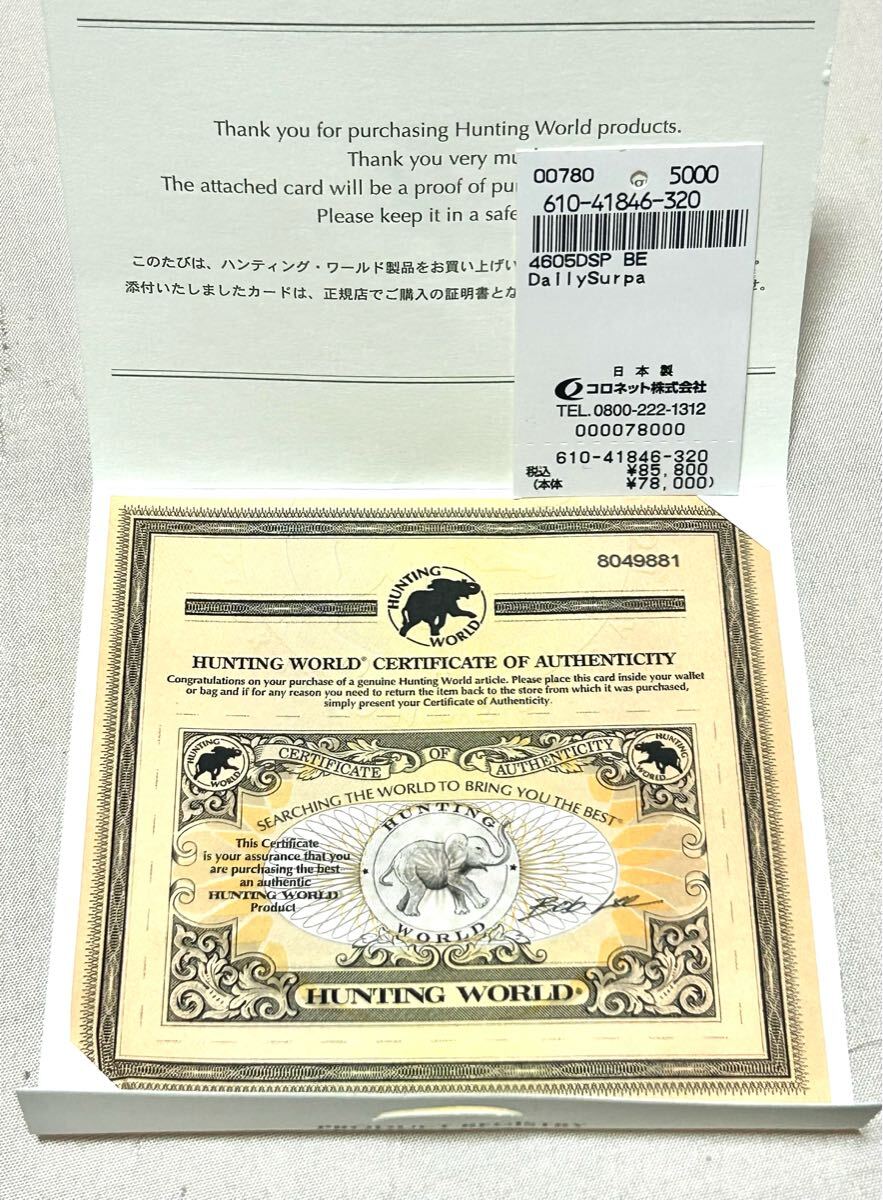 Thank you for purchasing Hunting World products.
Thank you very
The attached card will be a proof of
Please keep it in a safe
このたびは、ハンティング・ワールド製品をお買い上げい
添付いたしましたカードは、正規店でご購入の証明書とな
せ。
00780 5000
610-41846-320
4605DSP BE
DailySurpa
日本製
コロネット株式会社
TEL.0800-222-1312
000078000
610-41846-320
税込 ¥85,800
(本体 ¥78,000)
8049881
HUNTING WORLD
HUNTING WORLD® CERTIFICATE OF AUTHENTICITY
Congratulations on your purchase of a genuine Hunting World article. Please place this card inside your wallet
or bag and if for any reason you need to return the item back to the store from which it was purchased,
simply present your Certificate of Authenticity.
HUNTING WORLD
CERTIFICATE OF AUTHENTICITY
HUNTING WORLD
SEARCHING THE WORLD TO BRING YOU THE BEST®
HUNTING
This Certificate
is your assurance that you
are purchasing the best
an authentic
HUNTING WORLD
Product
Bob Lee
WORLD
HUNTING WORLD®
PRODUCT REGISTRY